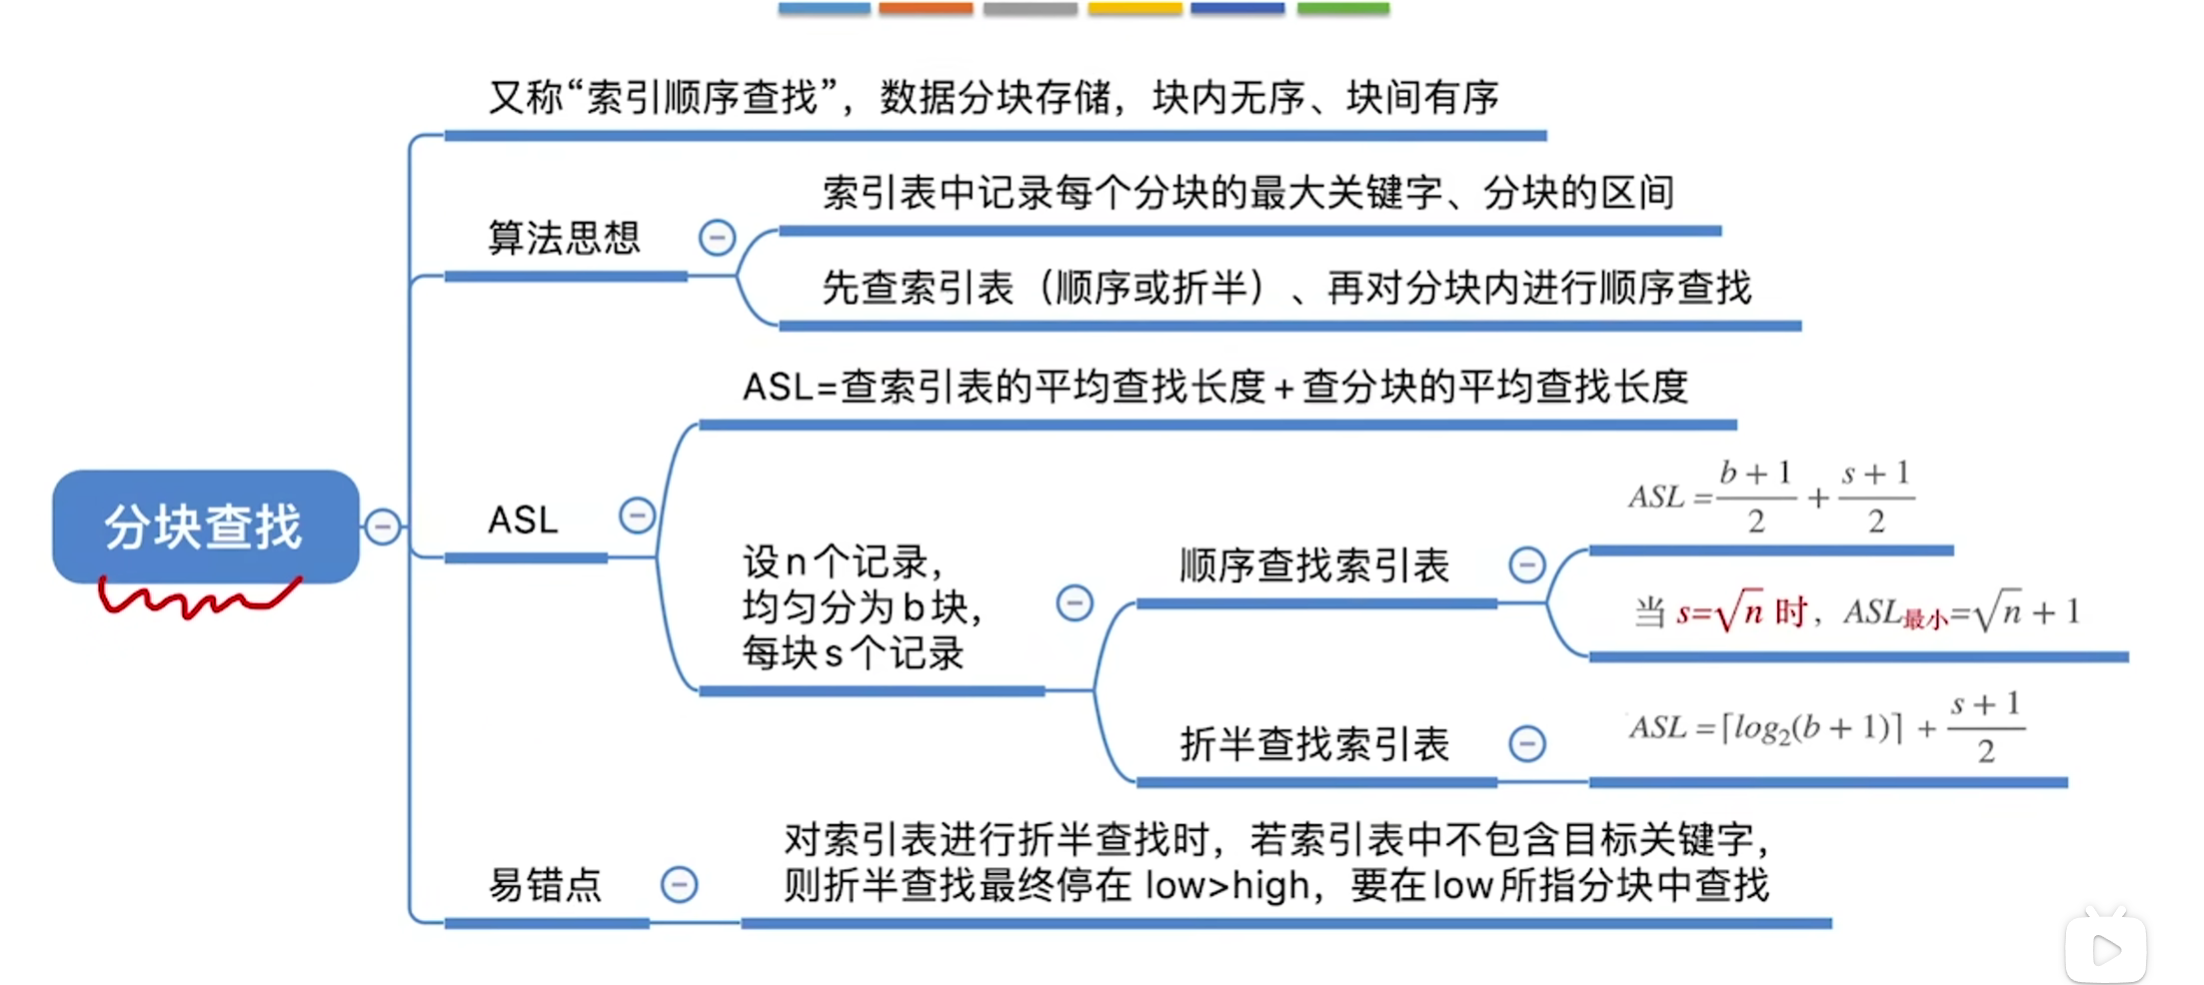 又称“索引顺序查找”，数据分块存储，块内无序、块间有序
算法思想
索引表中记录每个分块的最大关键字、分块的区间
先查索引表（顺序或折半）、再对分块内进行顺序查找
分块查找
ASL
ASL=查索引表的平均查找长度+查分块的平均查找长度
设n个记录，
均匀分为b块，
每块s个记录
顺序查找索引表
ASL = (b + 1)/2 + (s + 1)/2
当 s=√n 时，ASL最小=√n + 1
折半查找索引表
ASL = ⌈log₂(b + 1)⌉ + (s + 1)/2
易错点
对索引表进行折半查找时，若索引表中不包含目标关键字，
则折半查找最终停在 low>high，要在low所指分块中查找